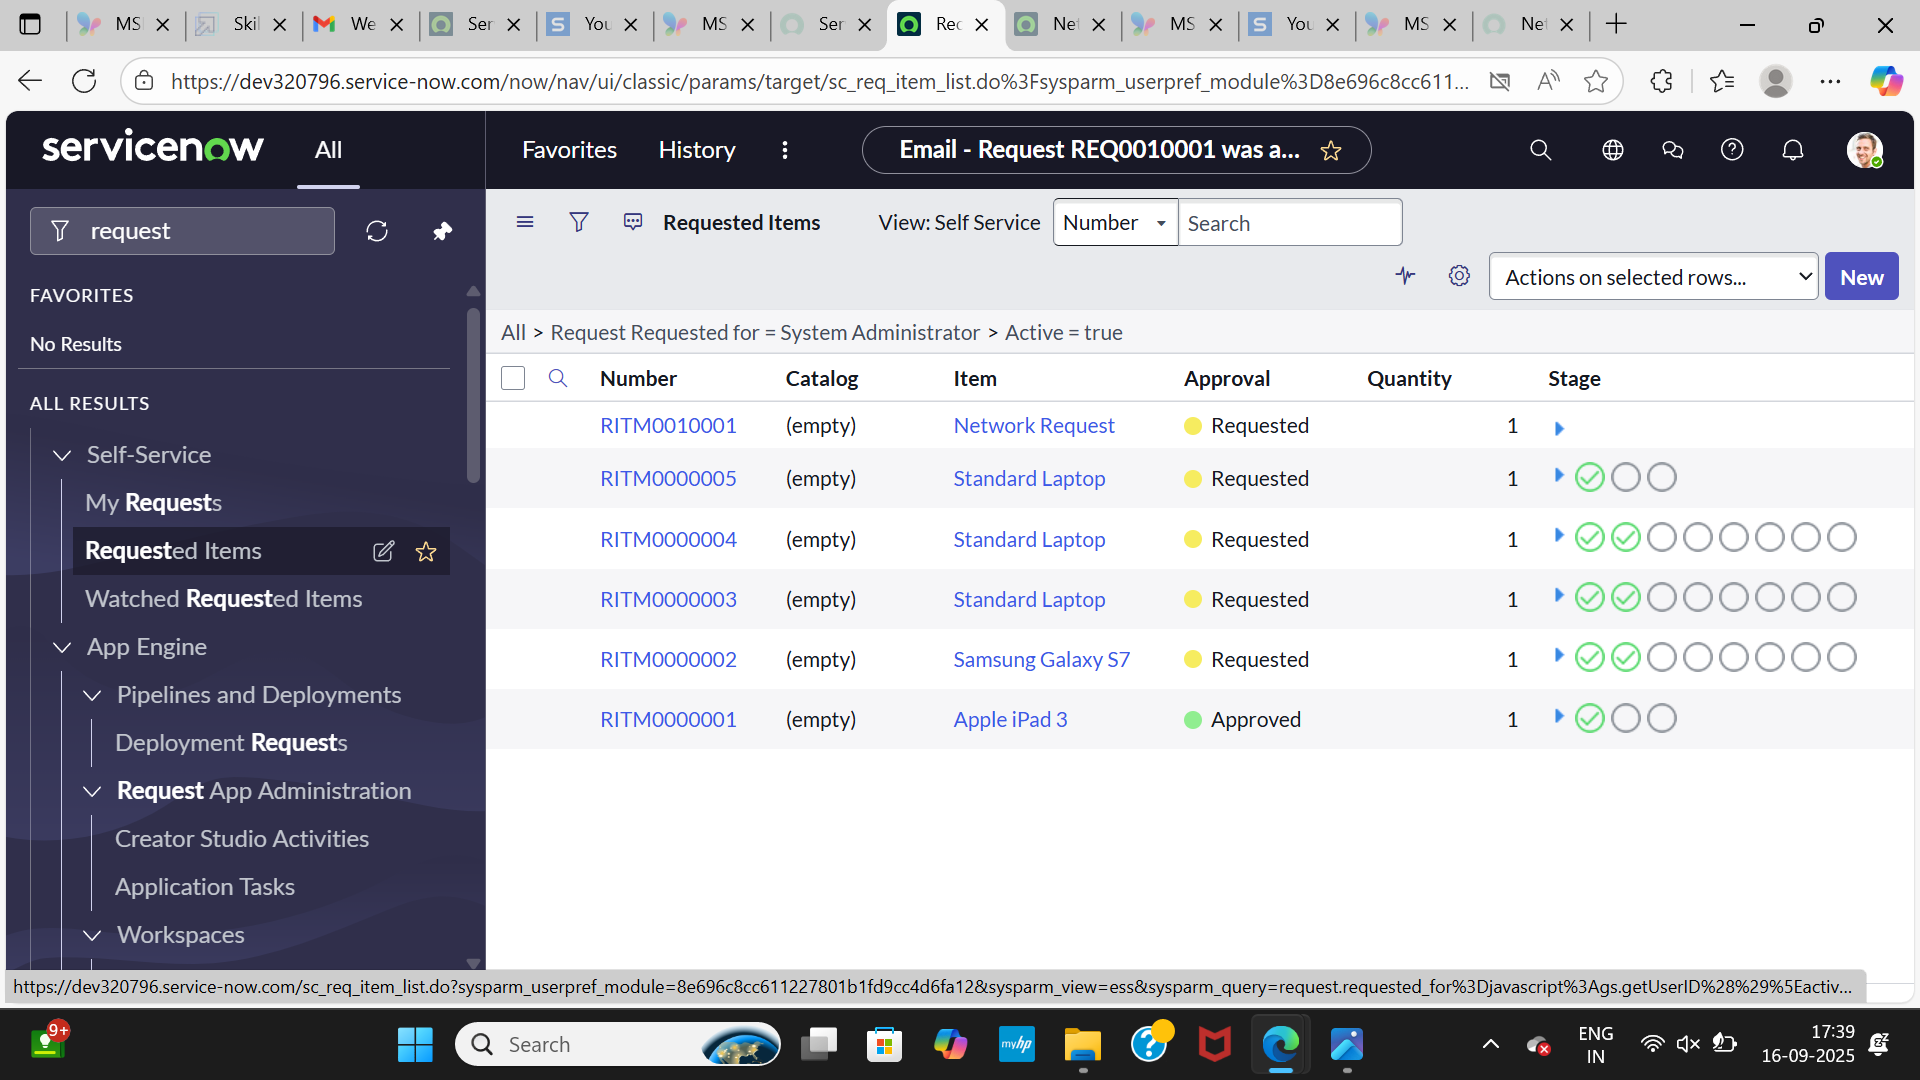 MS
Skil
We
Ser
You
MS
Ser
Rec
Net
MS
You
MS
Net
https://dev320796.service-now.com/now/nav/ui/classic/params/target/sc_req_item_list.do%3Fsysparm_userpref_module%3D8e696c8cc611...
servicenow
All
Favorites
History
Email - Request REQ0010001 was a...
request
FAVORITES
No Results
ALL RESULTS
Self-Service
My Requests
Requested Items
Watched Requested Items
App Engine
Pipelines and Deployments
Deployment Requests
Request App Administration
Creator Studio Activities
Application Tasks
Workspaces
Requested Items
View: Self Service
Number
Search
Actions on selected rows...
New
All > Request Requested for = System Administrator > Active = true
Number Catalog Item Approval Quantity Stage
RITM0010001 (empty) Network Request Requested 1
RITM0000005 (empty) Standard Laptop Requested 1
RITM0000004 (empty) Standard Laptop Requested 1
RITM0000003 (empty) Standard Laptop Requested 1
RITM0000002 (empty) Samsung Galaxy S7 Requested 1
RITM0000001 (empty) Apple iPad 3 Approved 1
https://dev320796.service-now.com/sc_req_item_list.do?sysparm_userpref_module=8e696c8cc611227801b1fd9cc4d6fa12&sysparm_view=ess&sysparm_query=request.requested_for%3Djavascript%3Ags.getUserID%28%29%5Eactiv...
9+
Search
myhp
ENG
IN
17:39
16-09-2025